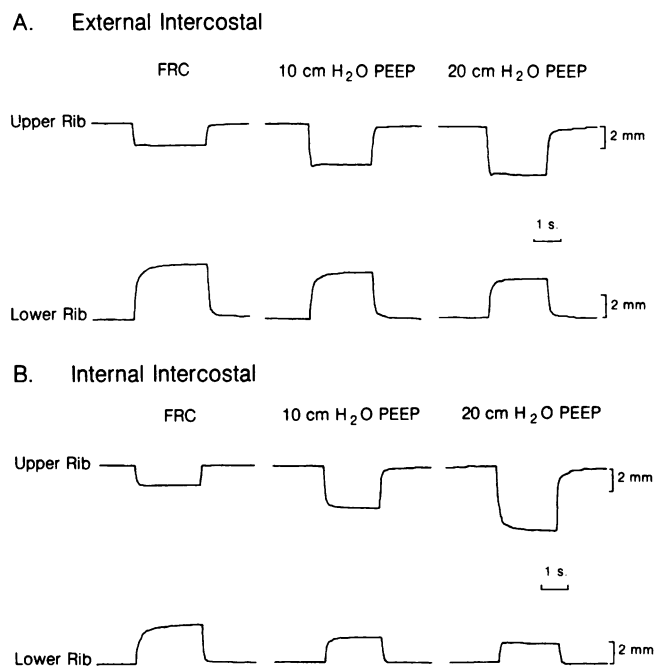 A. External Intercostal
FRC 10 cm H2O PEEP 20 cm H2O PEEP
Upper Rib
2 mm
1 s.
Lower Rib
2 mm
B. Internal Intercostal
FRC 10 cm H2O PEEP 20 cm H2O PEEP
Upper Rib
2 mm
1 s.
Lower Rib
2 mm